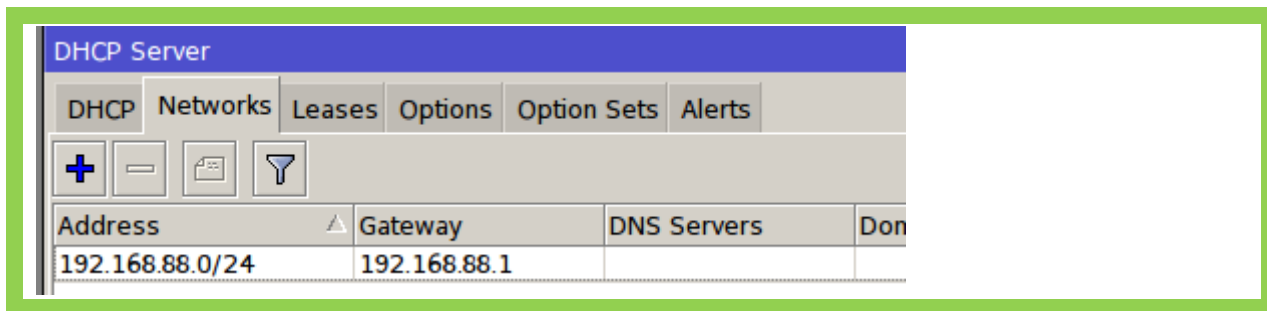 DHCP Server
DHCP Networks Leases Options Option Sets Alerts
Address Gateway DNS Servers
192.168.88.0/24 192.168.88.1